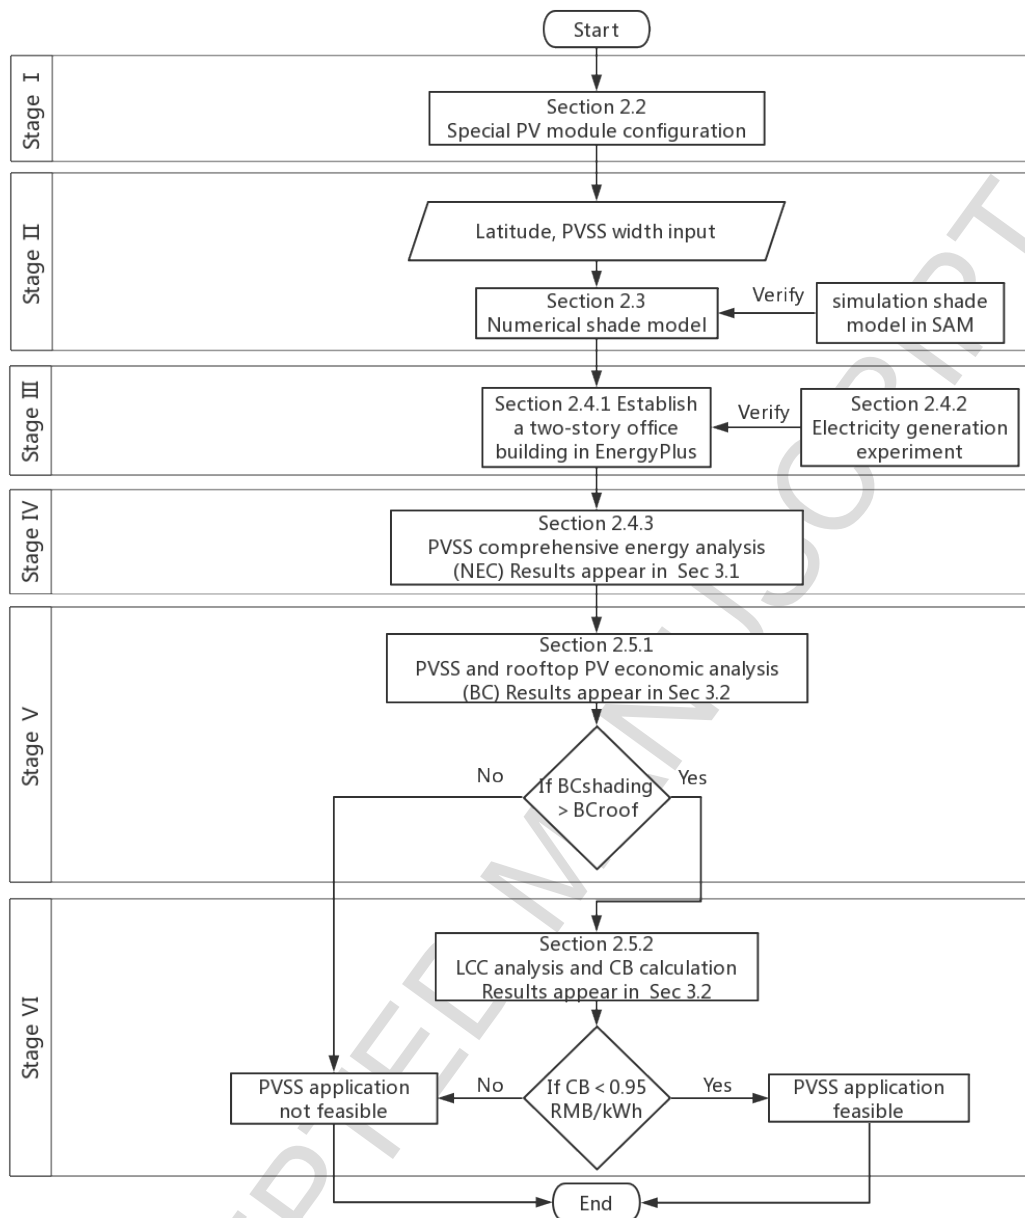 Start
Stage Ⅰ
Section 2.2
Special PV module configuration
Stage Ⅱ
Latitude, PVSS width input
Section 2.3
Numerical shade model
Verify
simulation shade
model in SAM
Stage Ⅲ
Section 2.4.1 Establish
a two-story office
building in EnergyPlus
Verify
Section 2.4.2
Electricity generation
experiment
Stage Ⅳ
Section 2.4.3
PVSS comprehensive energy analysis
(NEC) Results appear in Sec 3.1
Stage Ⅴ
Section 2.5.1
PVSS and rooftop PV economic analysis
(BC) Results appear in Sec 3.2
No
If BCshading
> BCroof
Yes
Stage Ⅵ
Section 2.5.2
LCC analysis and CB calculation
Results appear in Sec 3.2
PVSS application
not feasible
No
If CB < 0.95
RMB/kWh
Yes
PVSS application
feasible
End
PTED MANUSCRIPT